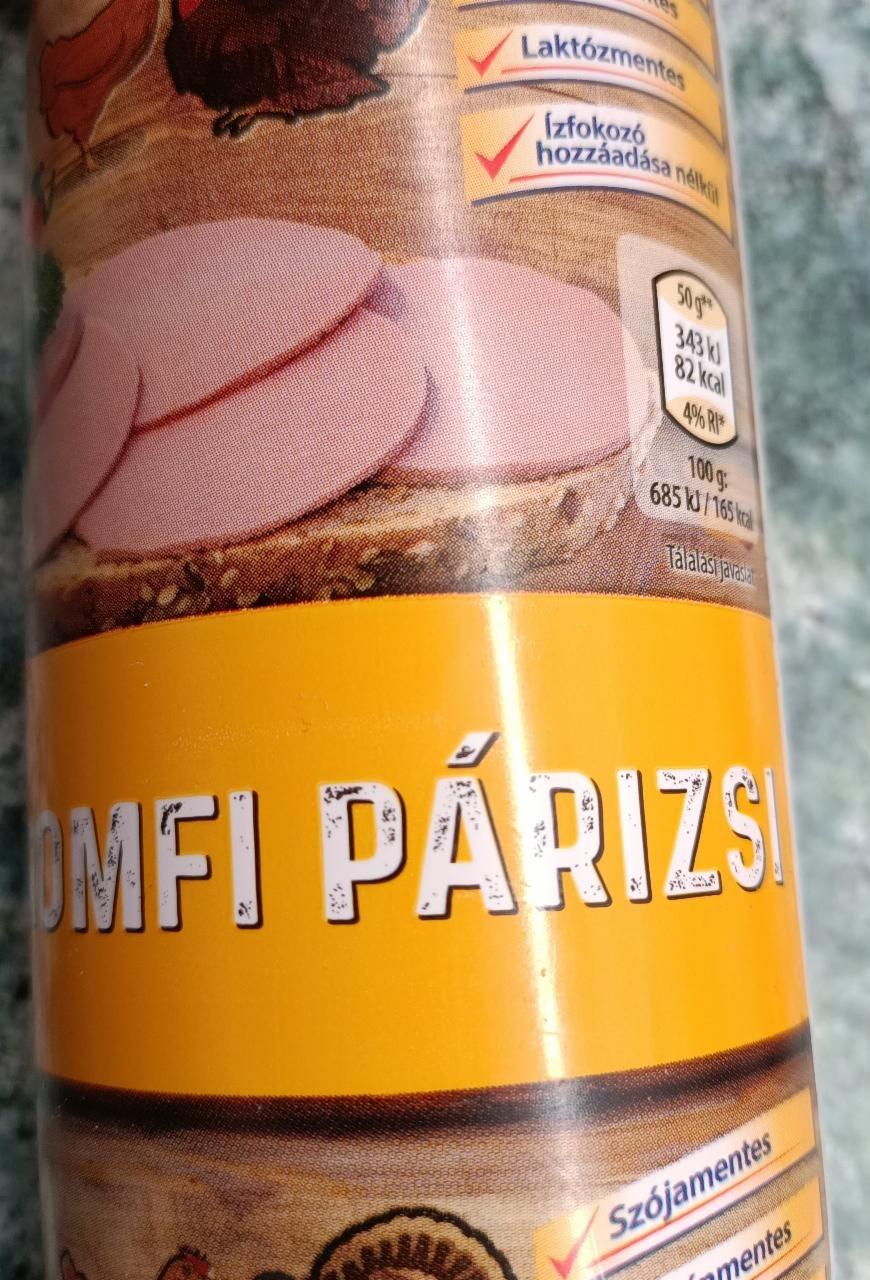 Laktózmentes
Ízfokozó
hozzáadása nélkül
50 g**
343 kJ
82 kcal
4% RI*
100 g:
685 kJ / 165 kcal
Tálalási javaslat
OMFI PÁRIZSI
Szójamentes